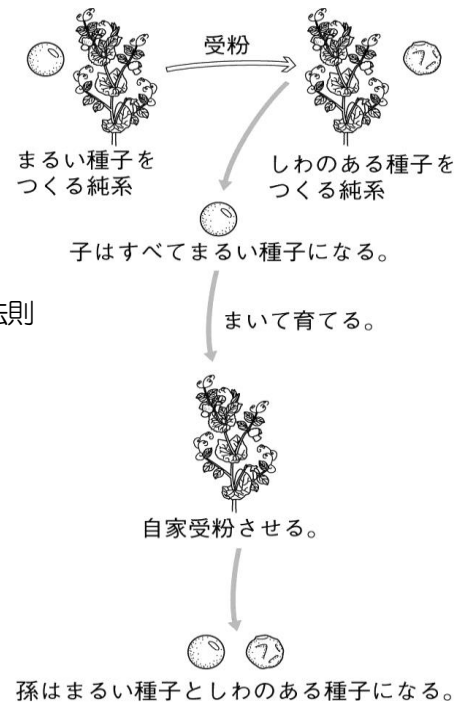 受粉
まるい種子を
つくる純系
しわのある種子を
つくる純系
子はすべてまるい種子になる。
法則
まいて育てる。
自家受粉させる。
孫はまるい種子としわのある種子になる。